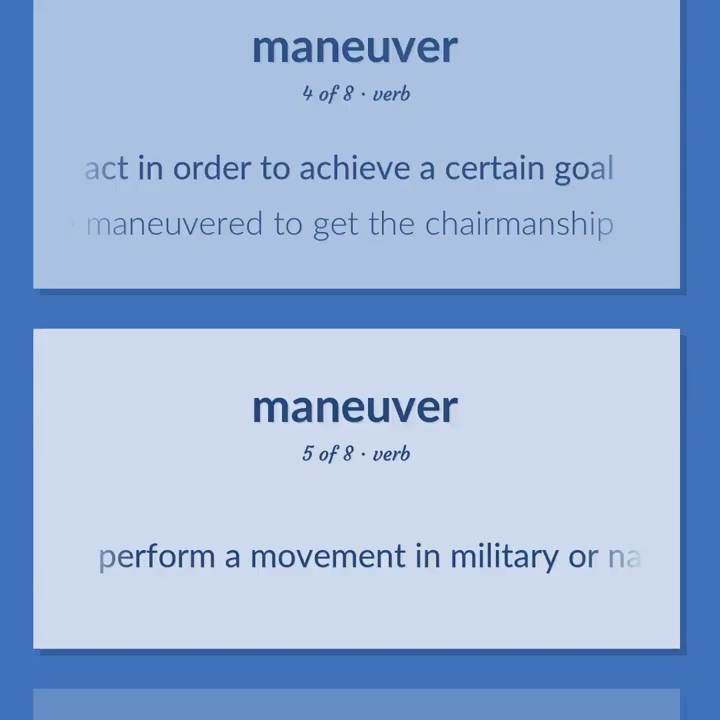 maneuver
4 of 8 · verb
act in order to achieve a certain goal
maneuvered to get the chairmanship
maneuver
5 of 8 · verb
perform a movement in military or na